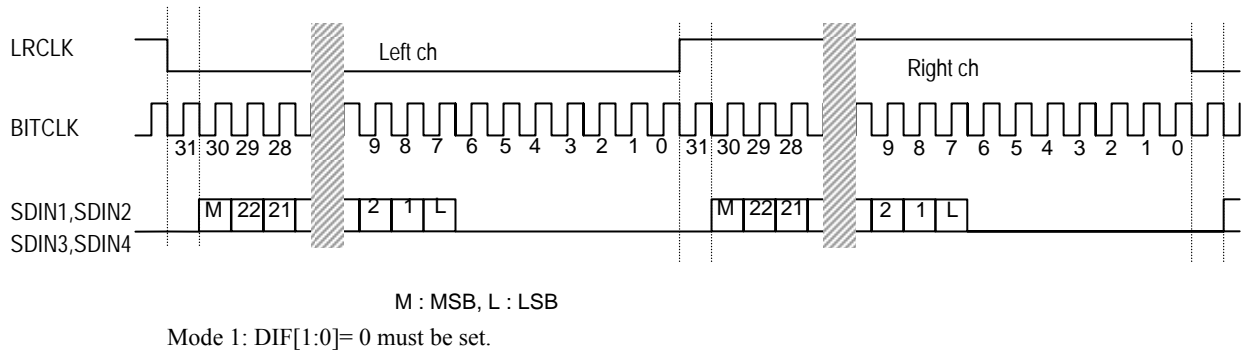 LRCLK Left ch Right ch
BITCLK
31 30 29 28 9 8 7 6 5 4 3 2 1 0 31 30 29 28 9 8 7 6 5 4 3 2 1 0
SDIN1,SDIN2 M 22 21 2 1 L M 22 21 2 1 L
SDIN3,SDIN4
M : MSB, L : LSB
Mode 1: DIF[1:0]= 0 must be set.